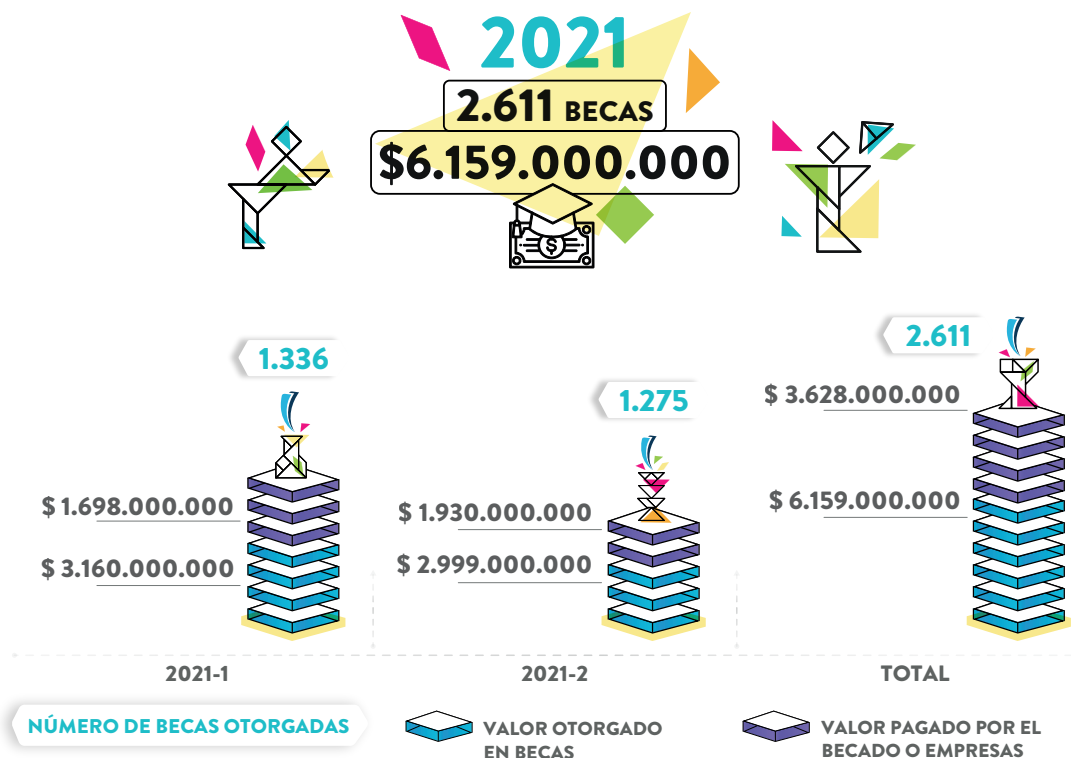 2021
2.611 BECAS
$6.159.000.000
$
1.336
$ 1.698.000.000
$ 3.160.000.000
2021-1
1.275
$ 1.930.000.000
$ 2.999.000.000
2021-2
2.611
$ 3.628.000.000
$ 6.159.000.000
TOTAL
NÚMERO DE BECAS OTORGADAS
VALOR OTORGADO
EN BECAS
VALOR PAGADO POR EL
BECADO O EMPRESAS